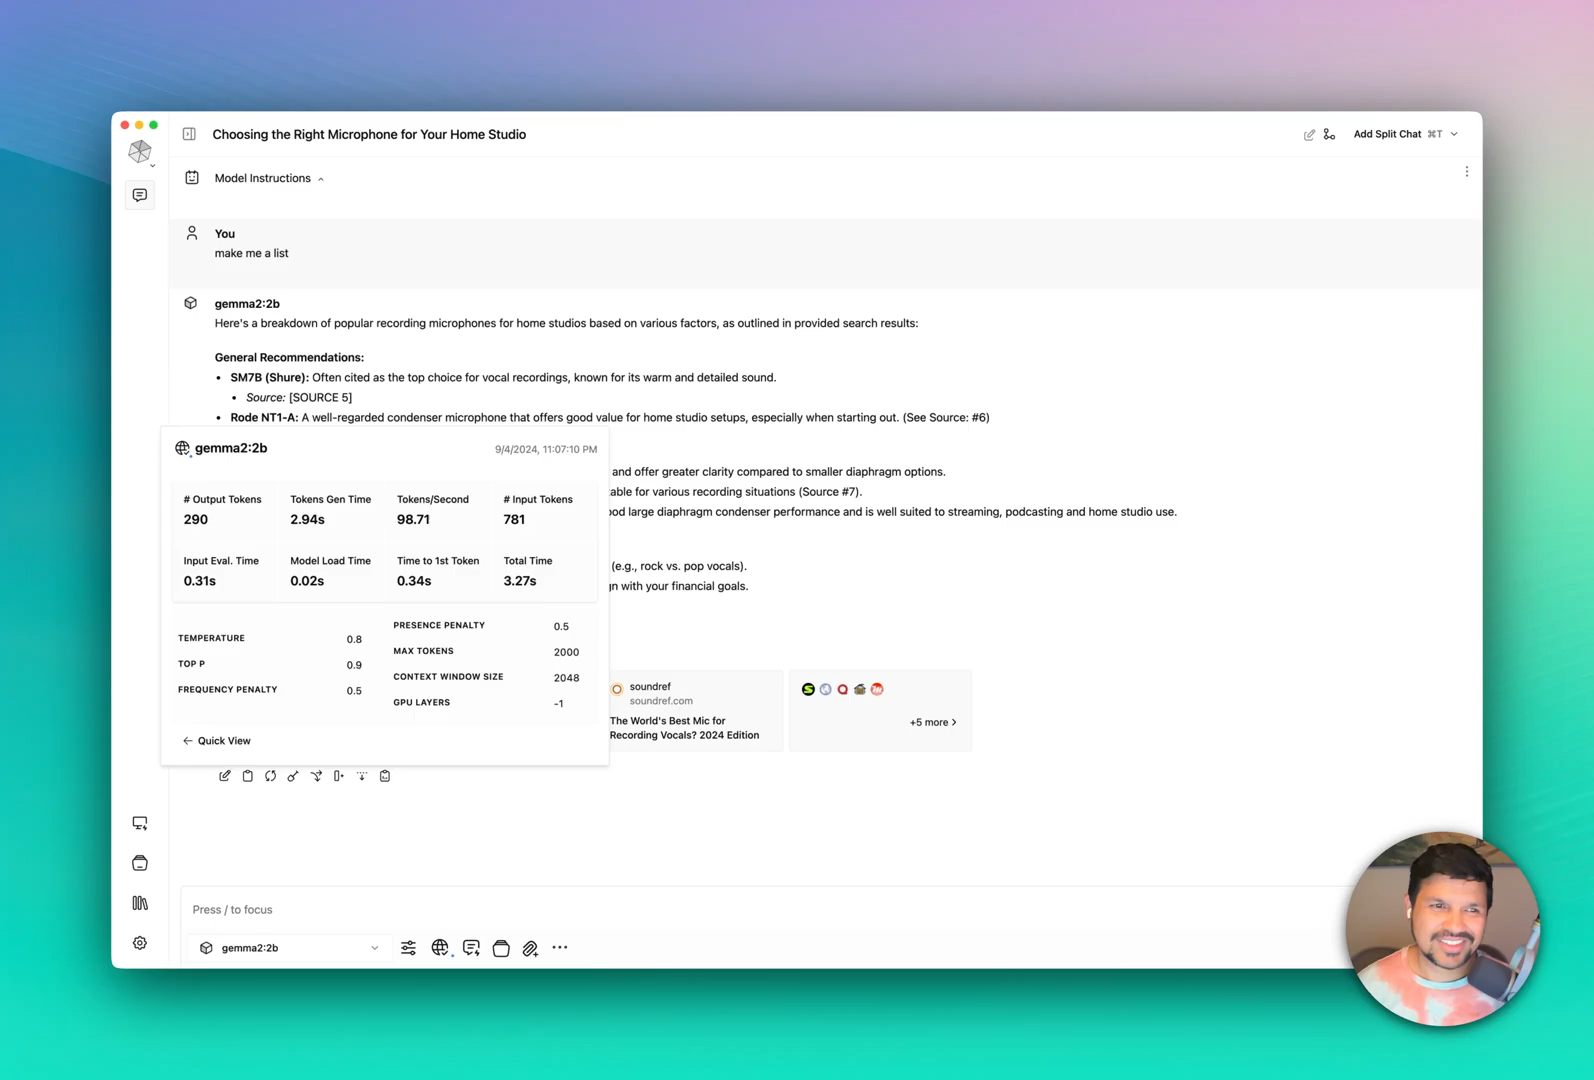 Choosing the Right Microphone for Your Home Studio
Add Split Chat ⌘T
Model Instructions
You
make me a list
gemma2:2b
Here's a breakdown of popular recording microphones for home studios based on various factors, as outlined in provided search results:
General Recommendations:
• SM7B (Shure): Often cited as the top choice for vocal recordings, known for its warm and detailed sound.
• Source: [SOURCE 5]
• Rode NT1-A: A well-regarded condenser microphone that offers good value for home studio setups, especially when starting out. (See Source: #6)
gemma2:2b
9/4/2024, 11:07:10 PM
and offer greater clarity compared to smaller diaphragm options.
for various recording situations (Source #7).
large diaphragm condenser performance and is well suited to streaming, podcasting and home studio use.
(e.g., rock vs. pop vocals).
with your financial goals.
# Output Tokens
290
Tokens Gen Time
2.94s
Tokens/Second
98.71
# Input Tokens
781
Input Eval. Time
0.31s
Model Load Time
0.02s
Time to 1st Token
0.34s
Total Time
3.27s
TEMPERATURE 0.8
TOP P 0.9
FREQUENCY PENALTY 0.5
PRESENCE PENALTY 0.5
MAX TOKENS 2000
CONTEXT WINDOW SIZE 2048
GPU LAYERS -1
← Quick View
soundref
soundref.com
The World's Best Mic for
Recording Vocals? 2024 Edition
+5 more >
Press / to focus
gemma2:2b